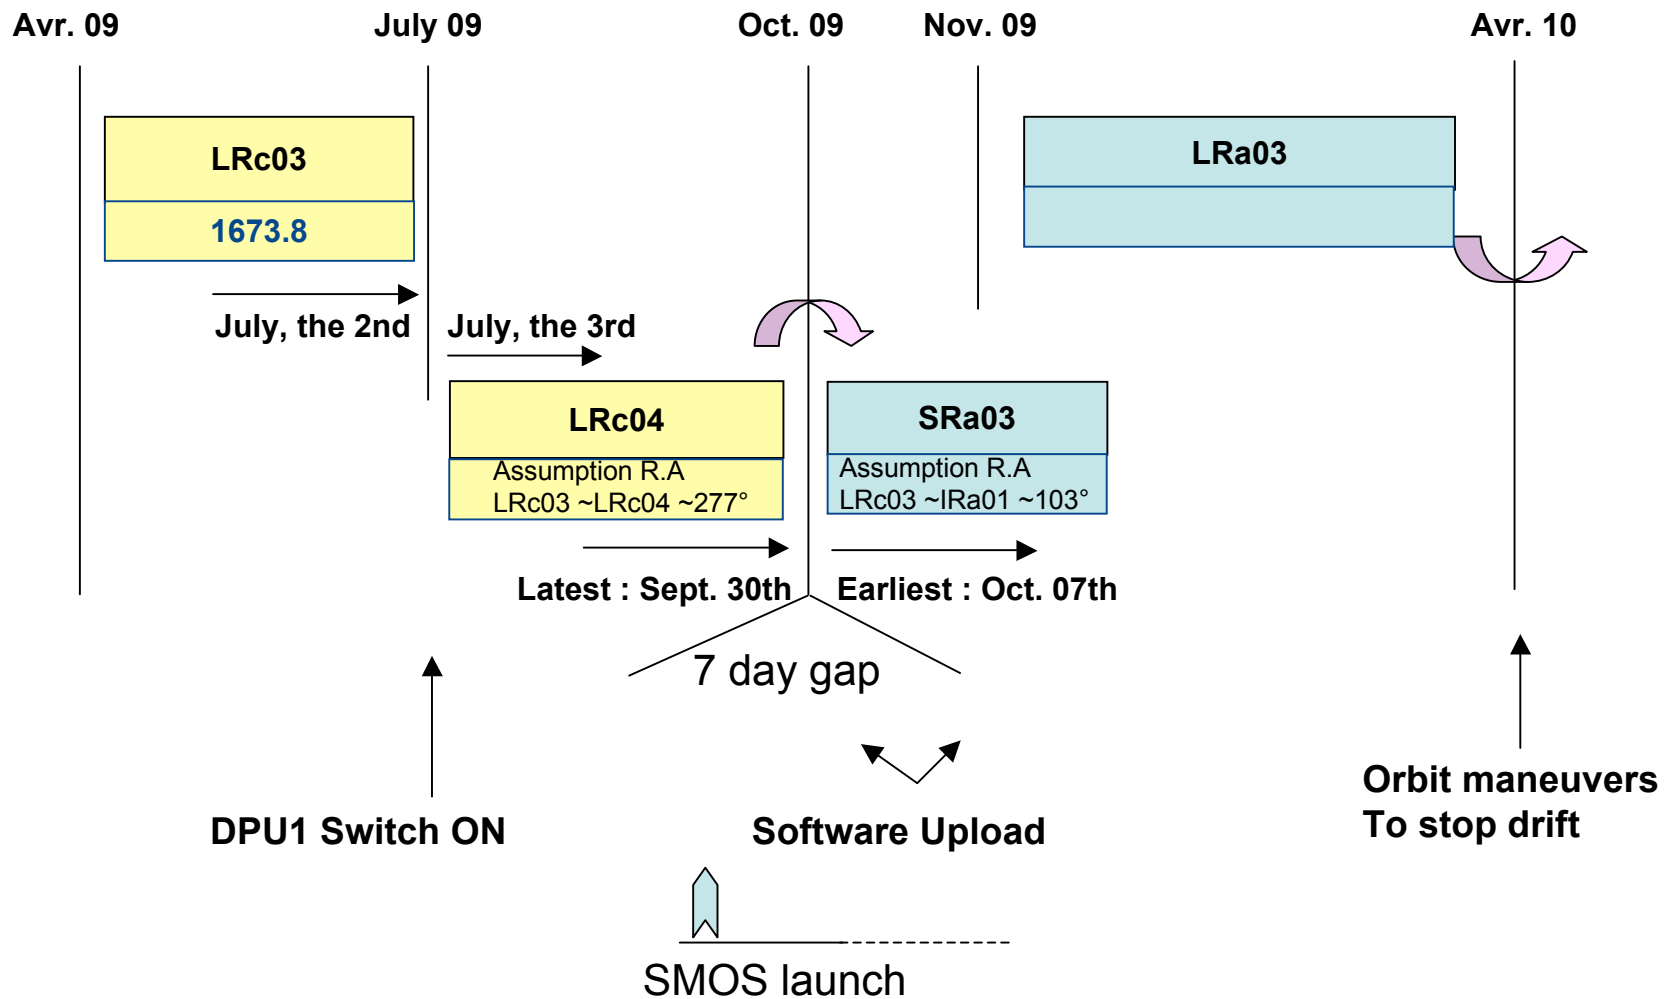 Avr. 09
July 09
Oct. 09
Nov. 09
Avr. 10
LRc03
1673.8
LRa03
July, the 2nd
July, the 3rd
LRc04
Assumption R.A
LRc03 ~LRc04 ~277°
SRa03
Assumption R.A
LRc03 ~IRa01 ~103°
Latest : Sept. 30th
Earliest : Oct. 07th
7 day gap
DPU1 Switch ON
Software Upload
Orbit maneuvers
To stop drift
SMOS launch